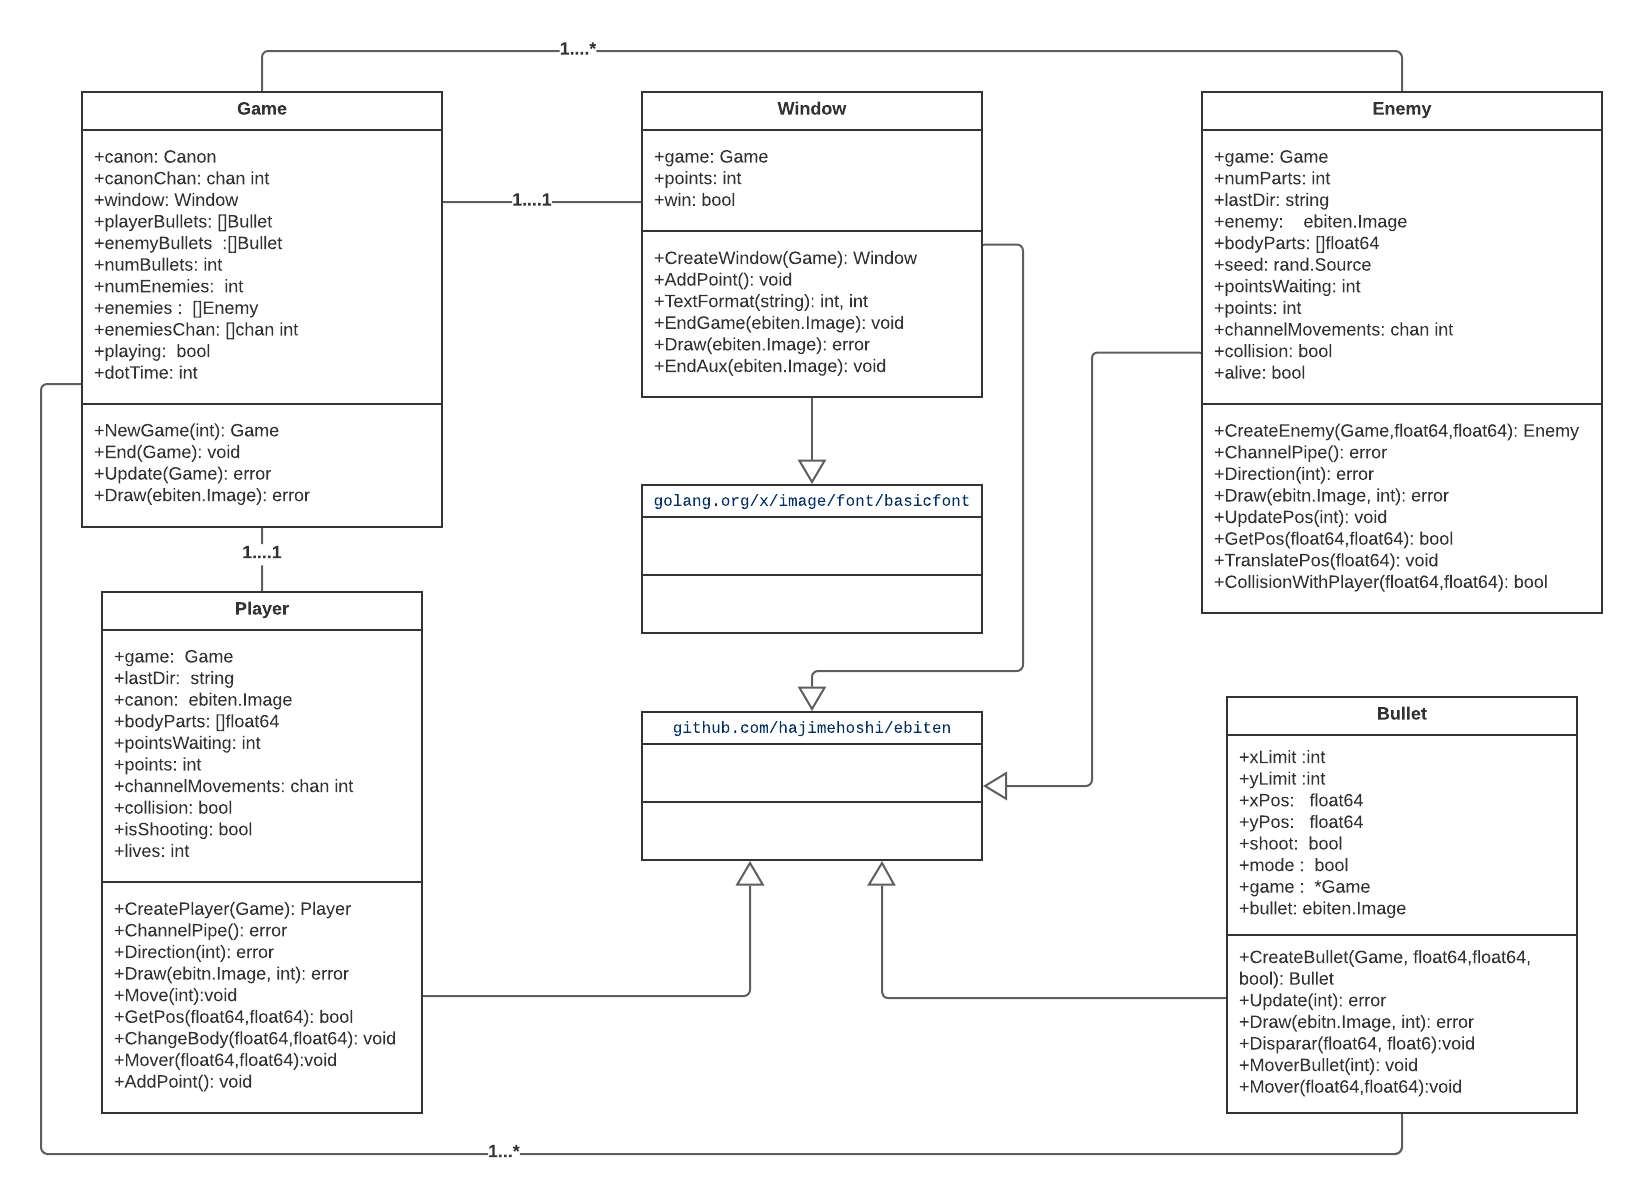 1....*
Game
+canon: Canon
+canonChan: chan int
+window: Window
+playerBullets: []Bullet
+enemyBullets  :[]Bullet
+numBullets: int
+numEnemies:  int
+enemies :  []Enemy
+enemiesChan: []chan int
+playing:  bool
+dotTime: int
+NewGame(int): Game
+End(Game): void
+Update(Game): error
+Draw(ebiten.Image): error
1....1
Window
+game: Game
+points: int
+win: bool
+CreateWindow(Game): Window
+AddPoint(): void
+TextFormat(string): int, int
+EndGame(ebiten.Image): void
+Draw(ebiten.Image): error
+EndAux(ebiten.Image): void
Enemy
+game: Game
+numParts: int
+lastDir: string
+enemy:    ebiten.Image
+bodyParts: []float64
+seed: rand.Source
+pointsWaiting: int
+points: int
+channelMovements: chan int
+collision: bool
+alive: bool
+CreateEnemy(Game,float64,float64): Enemy
+ChannelPipe(): error
+Direction(int): error
+Draw(ebitn.Image, int): error
+UpdatePos(int): void
+GetPos(float64,float64): bool
+TranslatePos(float64): void
+CollisionWithPlayer(float64,float64): bool
golang.org/x/image/font/basicfont
1....1
Player
+game:  Game
+lastDir:  string
+canon:  ebiten.Image
+bodyParts: []float64
+pointsWaiting: int
+points: int
+channelMovements: chan int
+collision: bool
+isShooting: bool
+lives: int
+CreatePlayer(Game): Player
+ChannelPipe(): error
+Direction(int): error
+Draw(ebitn.Image, int): error
+Move(int):void
+GetPos(float64,float64): bool
+ChangeBody(float64,float64): void
+Mover(float64,float64):void
+AddPoint(): void
github.com/hajimehoshi/ebiten
Bullet
+xLimit :int
+yLimit :int
+xPos:   float64
+yPos:   float64
+shoot:  bool
+mode :  bool
+game :  *Game
+bullet: ebiten.Image
+CreateBullet(Game, float64,float64,
bool): Bullet
+Update(int): error
+Draw(ebitn.Image, int): error
+Disparar(float64, float6):void
+MoverBullet(int): void
+Mover(float64,float64):void
1...*